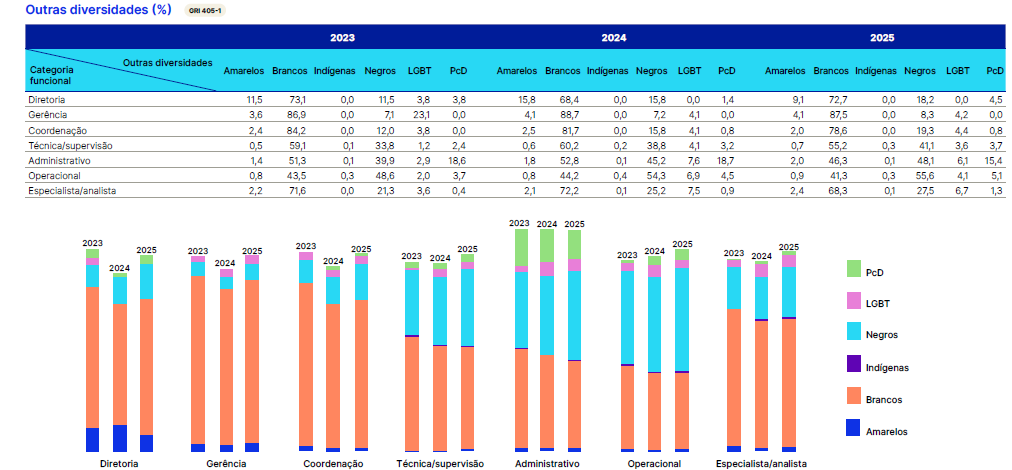 Outras diversidades (%) GRI 405-1
2023 2024 2025
Outras diversidades
Categoria funcional Amarelos Brancos Indígenas Negros LGBT PcD Amarelos Brancos Indígenas Negros LGBT PcD Amarelos Brancos Indígenas Negros LGBT PcD
Diretoria 11,5 73,1 0,0 11,5 3,8 3,8 15,8 68,4 0,0 15,8 0,0 1,4 9,1 72,7 0,0 18,2 0,0 4,5
Gerência 3,6 86,9 0,0 7,1 23,1 0,0 4,1 88,7 0,0 7,2 4,1 0,0 4,1 87,5 0,0 8,3 4,2 0,0
Coordenação 2,4 84,2 0,0 12,0 3,8 0,0 2,5 81,7 0,0 15,8 4,1 0,8 2,0 78,6 0,0 19,3 4,4 0,8
Técnica/supervisão 0,5 59,1 0,1 33,8 1,2 2,4 0,6 60,2 0,2 38,8 4,1 3,2 0,7 55,2 0,3 41,1 3,6 3,7
Administrativo 1,4 51,3 0,1 39,9 2,9 18,6 1,8 52,8 0,1 45,2 7,6 18,7 2,0 46,3 0,1 48,1 6,1 15,4
Operacional 0,8 43,5 0,3 48,6 2,0 3,7 0,8 44,2 0,4 54,3 6,9 4,5 0,9 41,3 0,3 55,6 4,1 5,1
Especialista/analista 2,2 71,6 0,0 21,3 3,6 0,4 2,1 72,2 0,1 25,2 7,5 0,9 2,4 68,3 0,1 27,5 6,7 1,3
2023 2024 2025 2023 2024 2025 2023 2024 2025 2023 2024 2025 2023 2024 2025 2023 2024 2025 2023 2024 2025
PcD
LGBT
Negros
Indígenas
Brancos
Amarelos
Diretoria Gerência Coordenação Técnica/supervisão Administrativo Operacional Especialista/analista